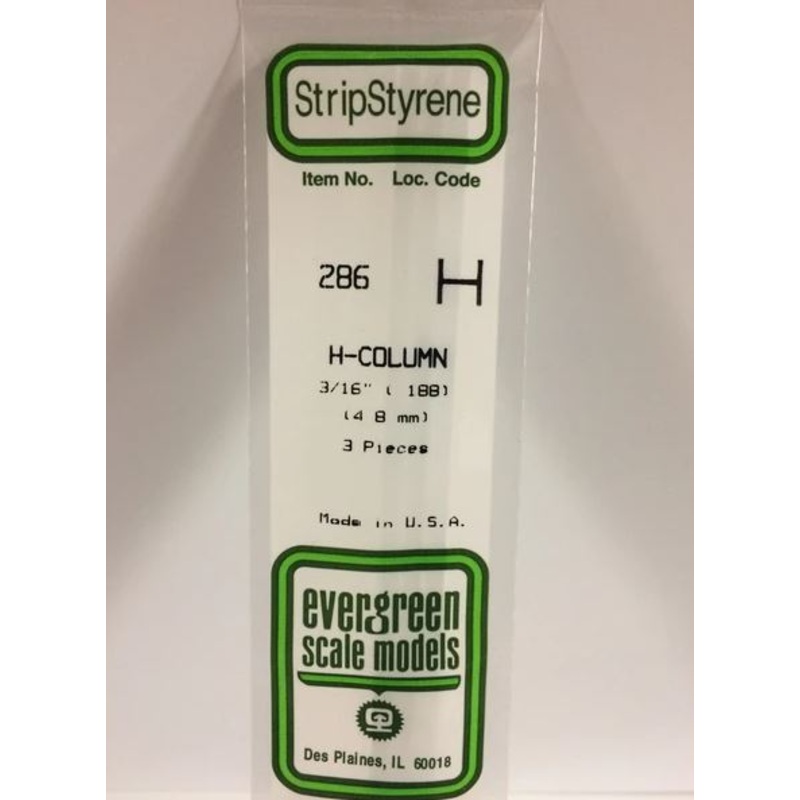 StripStyrene
Item No. Loc. Code
286 H
H-COLUMN
3/16" ( 188)
(4 8 mm)
3 Pieces
Made in U.S.A.
evergreen
scale models
Des Plaines, IL 60018